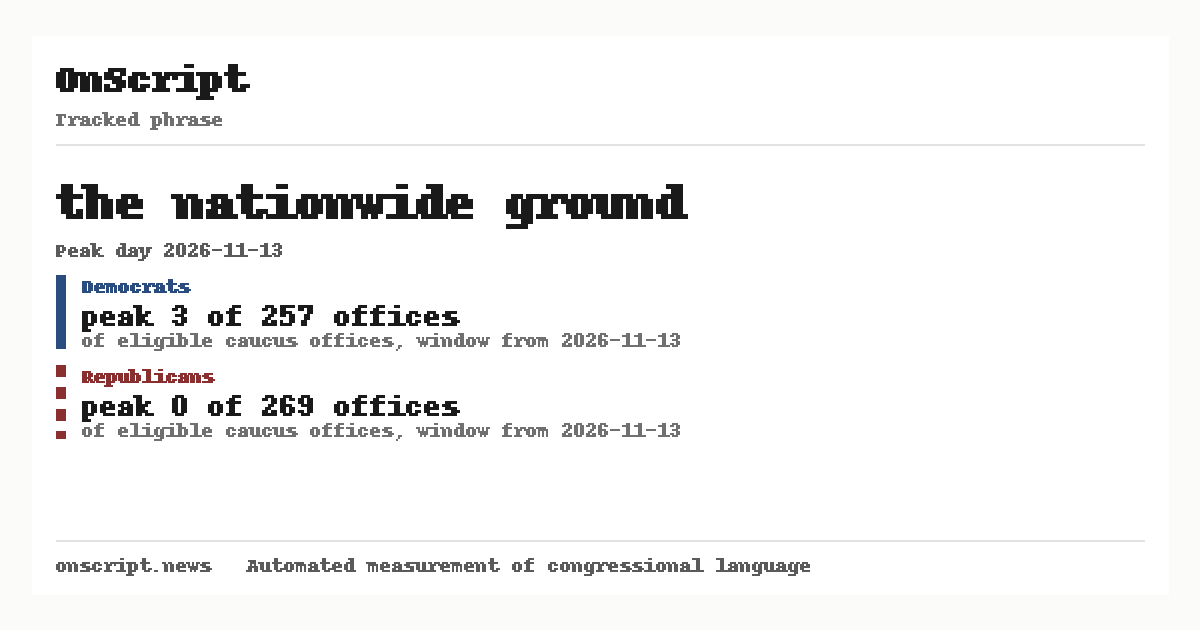 OnScript
Tracked phrase
the nationwide ground
Peak day 2026-11-13
Democrats
peak 3 of 257 offices
of eligible caucus offices, window from 2026-11-13
Republicans
peak 0 of 269 offices
of eligible caucus offices, window from 2026-11-13
onscript.news Automated measurement of congressional language